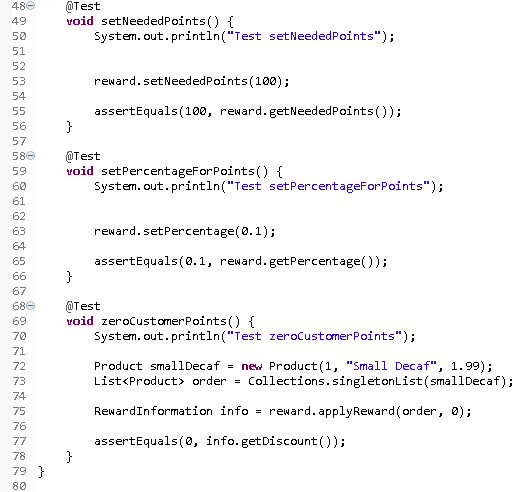 48 @Test
49 void setNeededPoints() {
50 System.out.println("Test setNeededPoints");
51
52
53 reward.setNeededPoints(100);
54
55 assertEquals(100, reward.getNeededPoints());
56 }
57
58 @Test
59 void setPercentageForPoints() {
60 System.out.println("Test setPercentageForPoints");
61
62
63 reward.setPercentage(0.1);
64
65 assertEquals(0.1, reward.getPercentage());
66 }
67
68 @Test
69 void zeroCustomerPoints() {
70 System.out.println("Test zeroCustomerPoints");
71
72 Product smallDecaf = new Product(1, "Small Decaf", 1.99);
73 List<Product> order = Collections.singletonList(smallDecaf);
74
75 RewardInformation info = reward.applyReward(order, 0);
76
77 assertEquals(0, info.getDiscount());
78 }
79 }
80